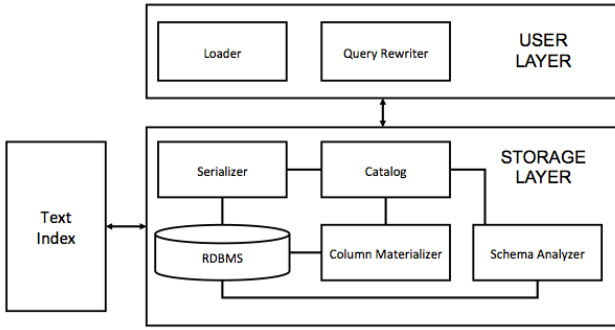 Loader
Query Rewriter
USER
LAYER
Serializer
Catalog
STORAGE
LAYER
Text
Index
RDBMS
Column Materializer
Schema Analyzer